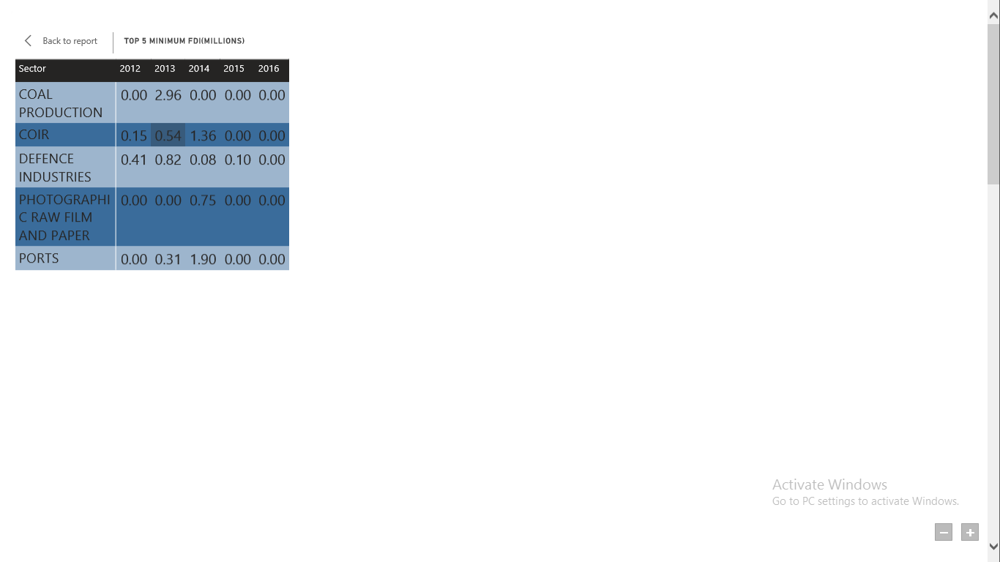 Back to report
TOP 5 MINIMUM FDI(MILLIONS)
Sector 2012 2013 2014 2015 2016
COAL 0.00 2.96 0.00 0.00 0.00
PRODUCTION
COIR 0.15 0.54 1.36 0.00 0.00
DEFENCE 0.41 0.82 0.08 0.10 0.00
INDUSTRIES
PHOTOGRAPHI 0.00 0.00 0.75 0.00 0.00
C RAW FILM
AND PAPER
PORTS 0.00 0.31 1.90 0.00 0.00
Activate Windows
Go to PC settings to activate Windows.